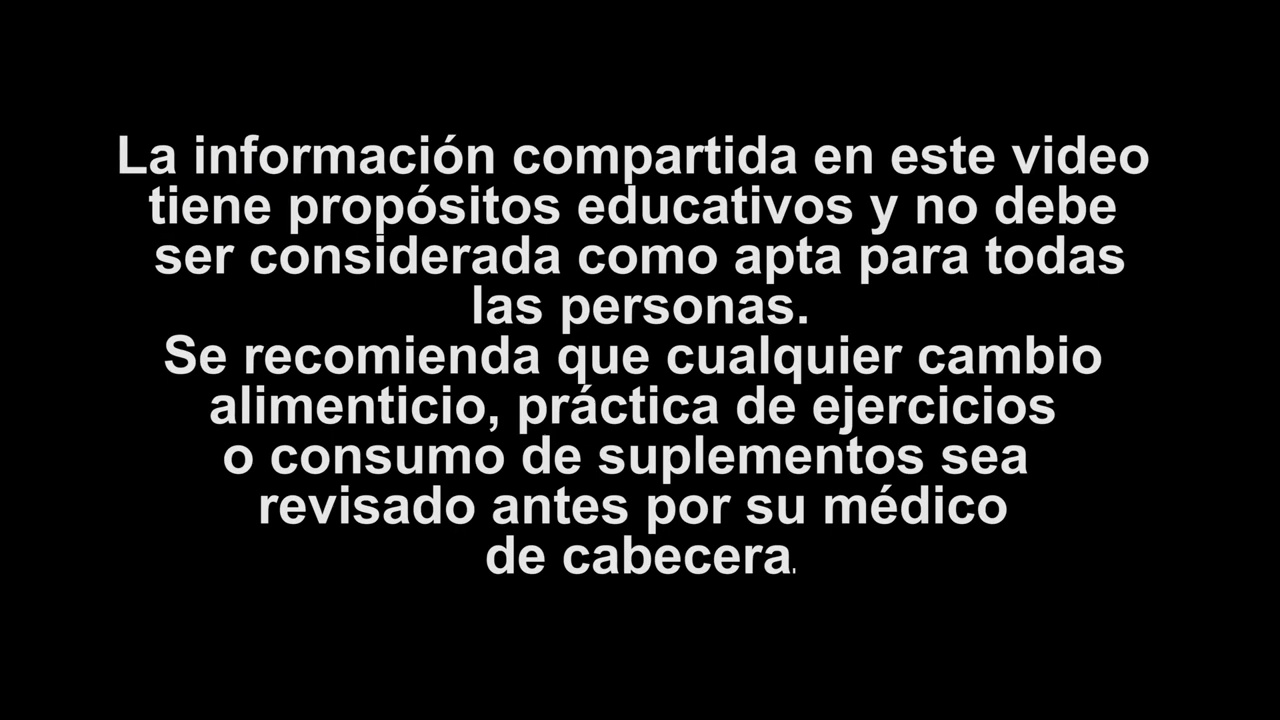 La información compartida en este video
tiene propósitos educativos y no debe
ser considerada como apta para todas
las personas.
Se recomienda que cualquier cambio
alimenticio, práctica de ejercicios
o consumo de suplementos sea
revisado antes por su médico
de cabecera.